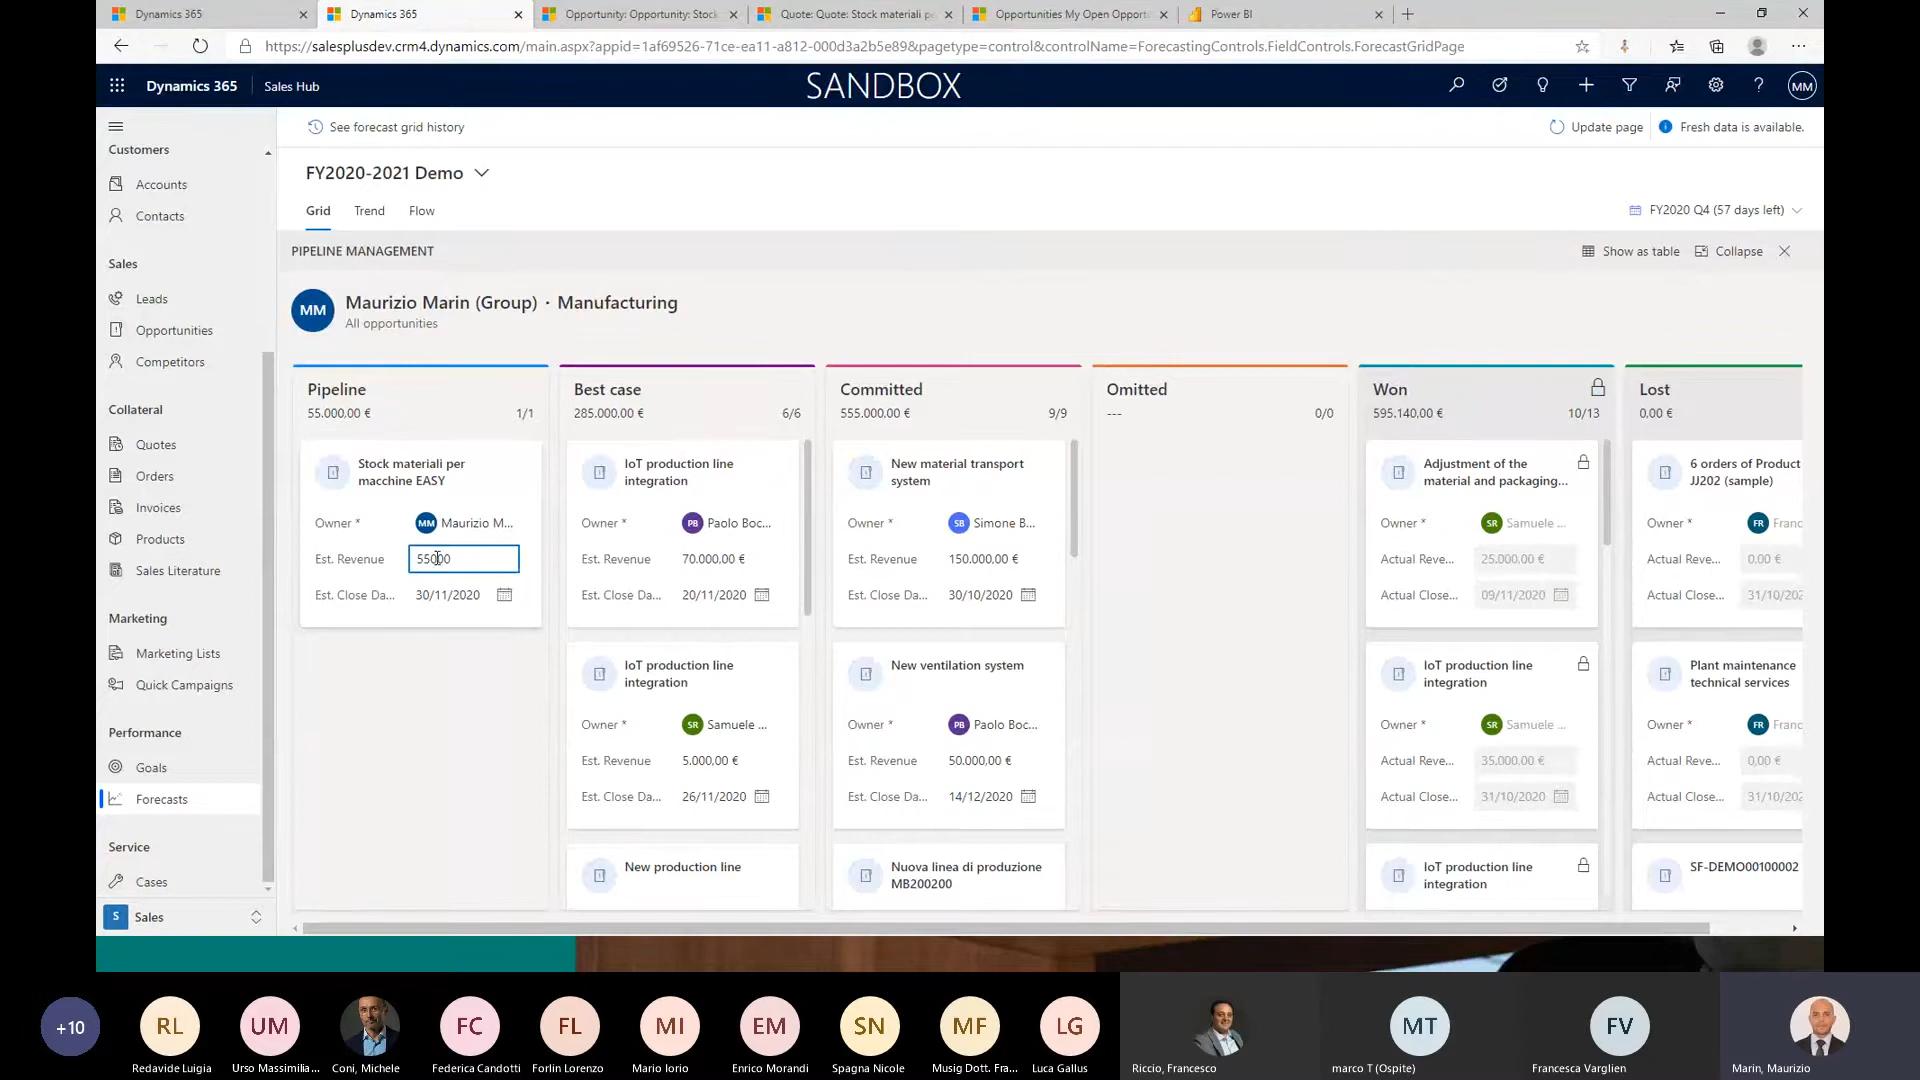 Dynamics 365
Dynamics 365
Opportunity: Opportunity: Stock
Quote: Quote: Stock materiali pe
Opportunities My Open Opport
Power BI
https://salesplusdev.crm4.dynamics.com/main.aspx?appid=1af69526-71ce-ea11-a812-000d3a2b5e89&pagetype=control&controlName=ForecastingControls.FieldControls.ForecastGridPage
Dynamics 365
Sales Hub
SANDBOX
MM
See forecast grid history
Update page
Fresh data is available.
FY2020-2021 Demo
Grid
Trend
Flow
FY2020 Q4 (57 days left)
PIPELINE MANAGEMENT
Show as table
Collapse
MM
Maurizio Marin (Group) · Manufacturing
All opportunities
Customers
Accounts
Contacts
Sales
Leads
Opportunities
Competitors
Collateral
Quotes
Orders
Invoices
Products
Sales Literature
Marketing
Marketing Lists
Quick Campaigns
Performance
Goals
Forecasts
Service
Cases
S
Sales
Pipeline
55.000,00 €
1/1
Stock materiali per
macchine EASY
Owner *
MM
Maurizio M...
Est. Revenue
55000
Est. Close Da...
30/11/2020
Best case
285.000,00 €
6/6
IoT production line
integration
Owner *
PB
Paolo Boc...
Est. Revenue
70.000,00 €
Est. Close Da...
20/11/2020
IoT production line
integration
Owner *
SR
Samuele ...
Est. Revenue
5.000,00 €
Est. Close Da...
26/11/2020
New production line
Committed
555.000,00 €
9/9
New material transport
system
Owner *
SB
Simone B...
Est. Revenue
150.000,00 €
Est. Close Da...
30/10/2020
New ventilation system
Owner *
PB
Paolo Boc...
Est. Revenue
50.000,00 €
Est. Close Da...
14/12/2020
Nuova linea di produzione
MB200200
Omitted
---
0/0
Won
595.140,00 €
10/13
Adjustment of the
material and packaging...
Owner *
SR
Samuele ...
Actual Reve...
25.000,00 €
Actual Close...
09/11/2020
IoT production line
integration
Owner *
SR
Samuele ...
Actual Reve...
35.000,00 €
Actual Close...
31/10/2020
IoT production line
integration
Lost
0,00 €
6 orders of Product
JJ202 (sample)
Owner *
FR
Franc
Actual Reve...
0,00 €
Actual Close...
31/10/202
Plant maintenance
technical services
Owner *
FR
Franc
Actual Reve...
0,00 €
Actual Close...
31/10/202
SF-DEMO00100002
+10
RL
Redavide Luigia
UM
Urso Massimilia...
Coni, Michele
FC
Federica Candotti
FL
Forlin Lorenzo
MI
Mario Iorio
EM
Enrico Morandi
SN
Spagna Nicole
MF
Musig Dott. Fra...
LG
Luca Gallus
Riccio, Francesco
MT
marco T (Ospite)
FV
Francesca Varglien
Marin, Maurizio